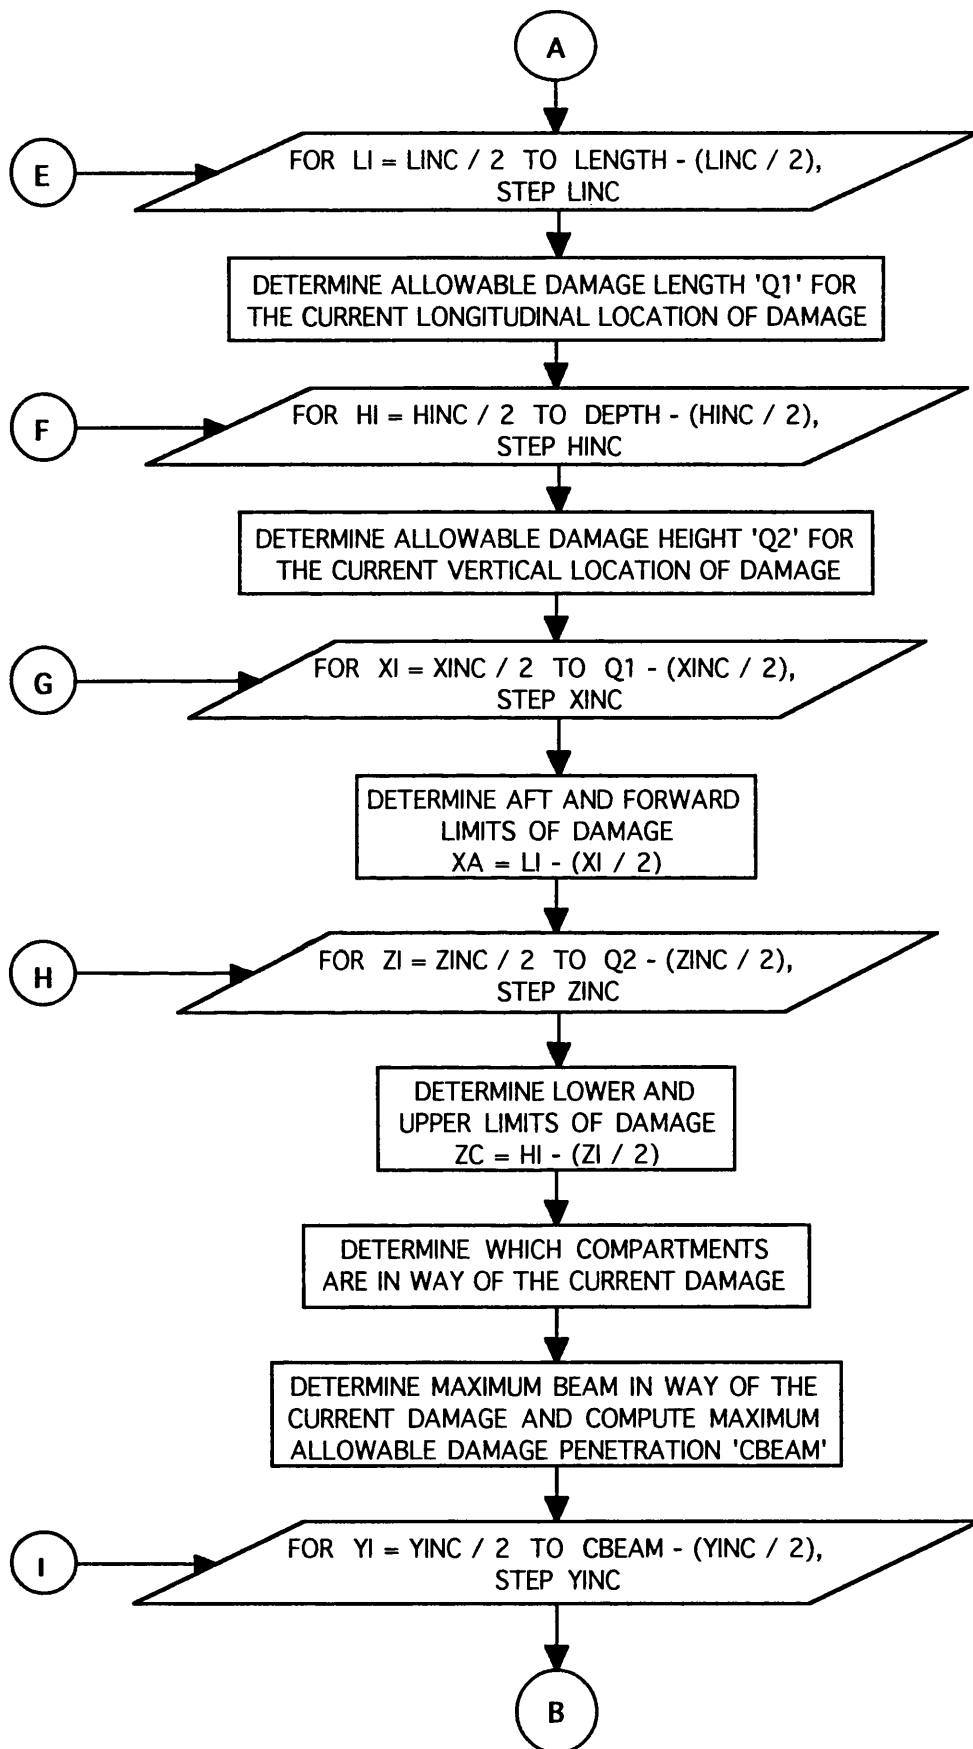 A
E
FOR LI = LINC / 2 TO LENGTH - (LINC / 2),
STEP LINC
DETERMINE ALLOWABLE DAMAGE LENGTH 'Q1' FOR
THE CURRENT LONGITUDINAL LOCATION OF DAMAGE
F
FOR HI = HINC / 2 TO DEPTH - (HINC / 2),
STEP HINC
DETERMINE ALLOWABLE DAMAGE HEIGHT 'Q2' FOR
THE CURRENT VERTICAL LOCATION OF DAMAGE
G
FOR XI = XINC / 2 TO Q1 - (XINC / 2),
STEP XINC
DETERMINE AFT AND FORWARD
LIMITS OF DAMAGE
XA = LI - (XI / 2)
H
FOR ZI = ZINC / 2 TO Q2 - (ZINC / 2),
STEP ZINC
DETERMINE LOWER AND
UPPER LIMITS OF DAMAGE
ZC = HI - (ZI / 2)
DETERMINE WHICH COMPARTMENTS
ARE IN WAY OF THE CURRENT DAMAGE
DETERMINE MAXIMUM BEAM IN WAY OF THE
CURRENT DAMAGE AND COMPUTE MAXIMUM
ALLOWABLE DAMAGE PENETRATION 'CBEAM'
I
FOR YI = YINC / 2 TO CBEAM - (YINC / 2),
STEP YINC
B